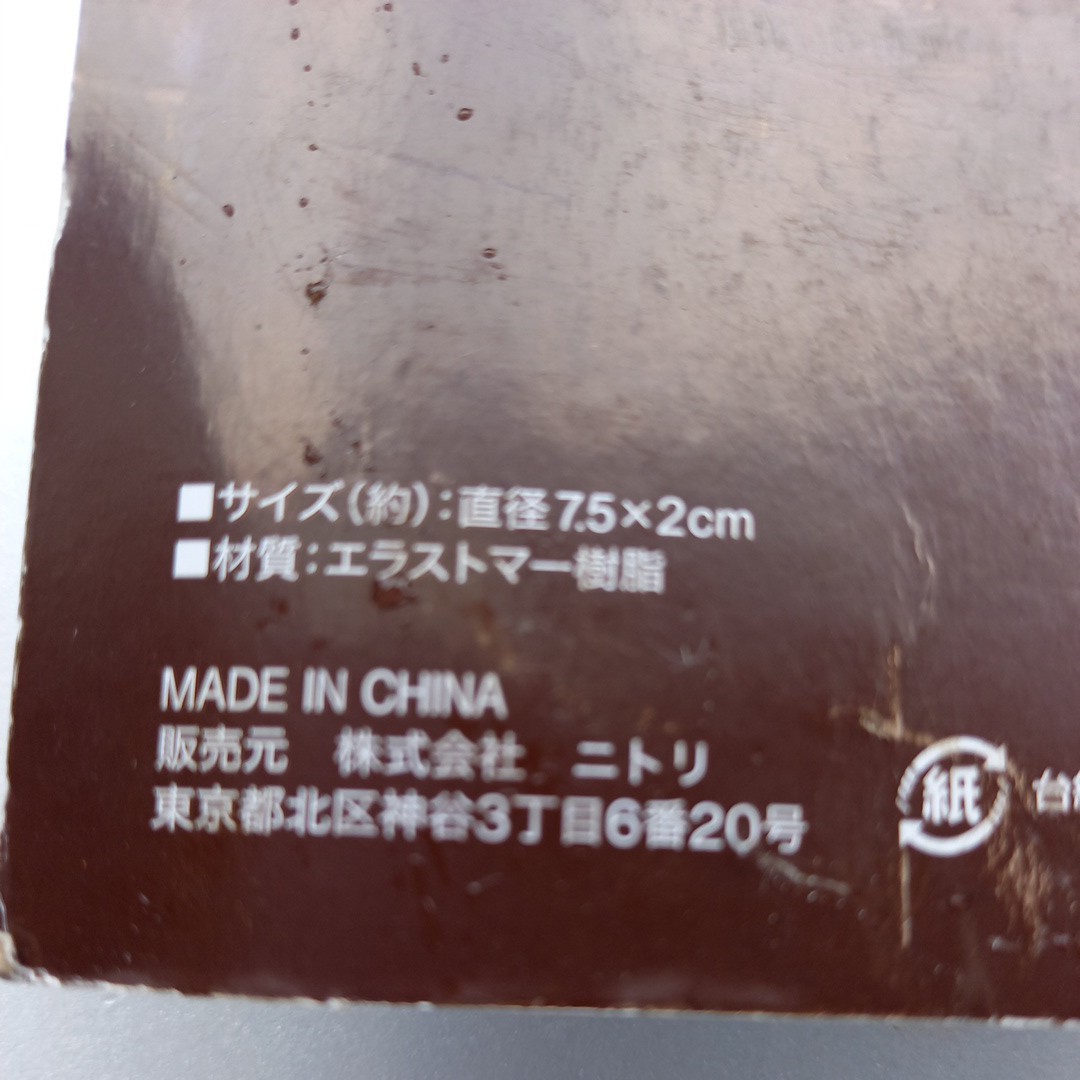 ■サイズ(約):直径7.5×2cm
■材質:エラストマー樹脂
MADE IN CHINA
販売元 株式会社 ニトリ
東京都北区神谷3丁目6番20号
紙
台